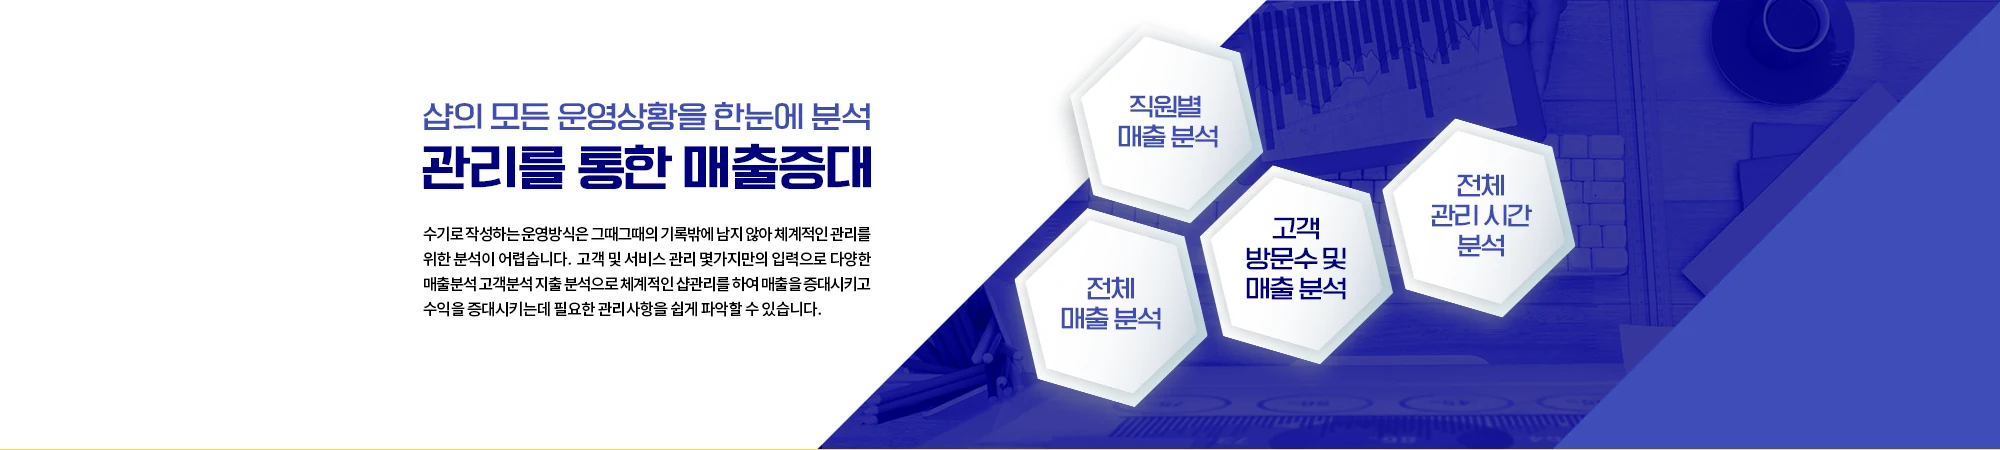 샵의 모든 운영상황을 한눈에 분석
관리를 통한 매출증대
수기로 작성하는 운영방식은 그때그때의 기록밖에 남지 않아 체계적인 관리를
위한 분석이 어렵습니다. 고객 및 서비스 관리 몇가지만의 입력으로 다양한
매출분석 고객분석 지출 분석으로 체계적인 샵관리를 하여 매출을 증대시키고
수익을 증대시키는데 필요한 관리사항을 쉽게 파악할 수 있습니다.
직원별
매출 분석
전체
매출 분석
고객
방문수 및
매출 분석
전체
관리 시간
분석